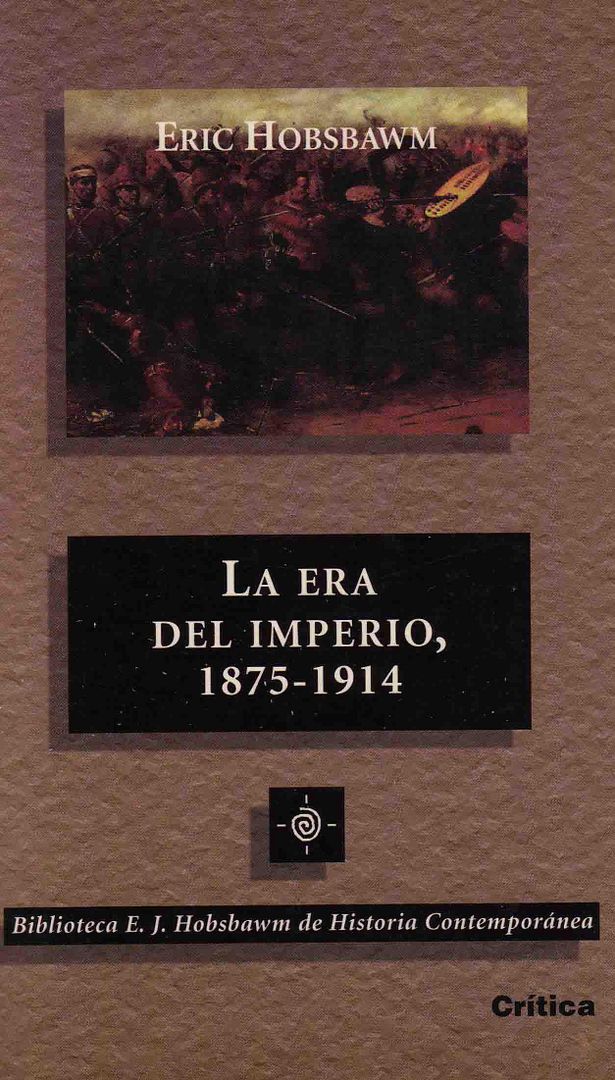 ERIC HOBSBAWM
LA ERA
DEL IMPERIO,
1875-1914
Biblioteca E. J. Hobsbawm de Historia Contemporánea
Crítica